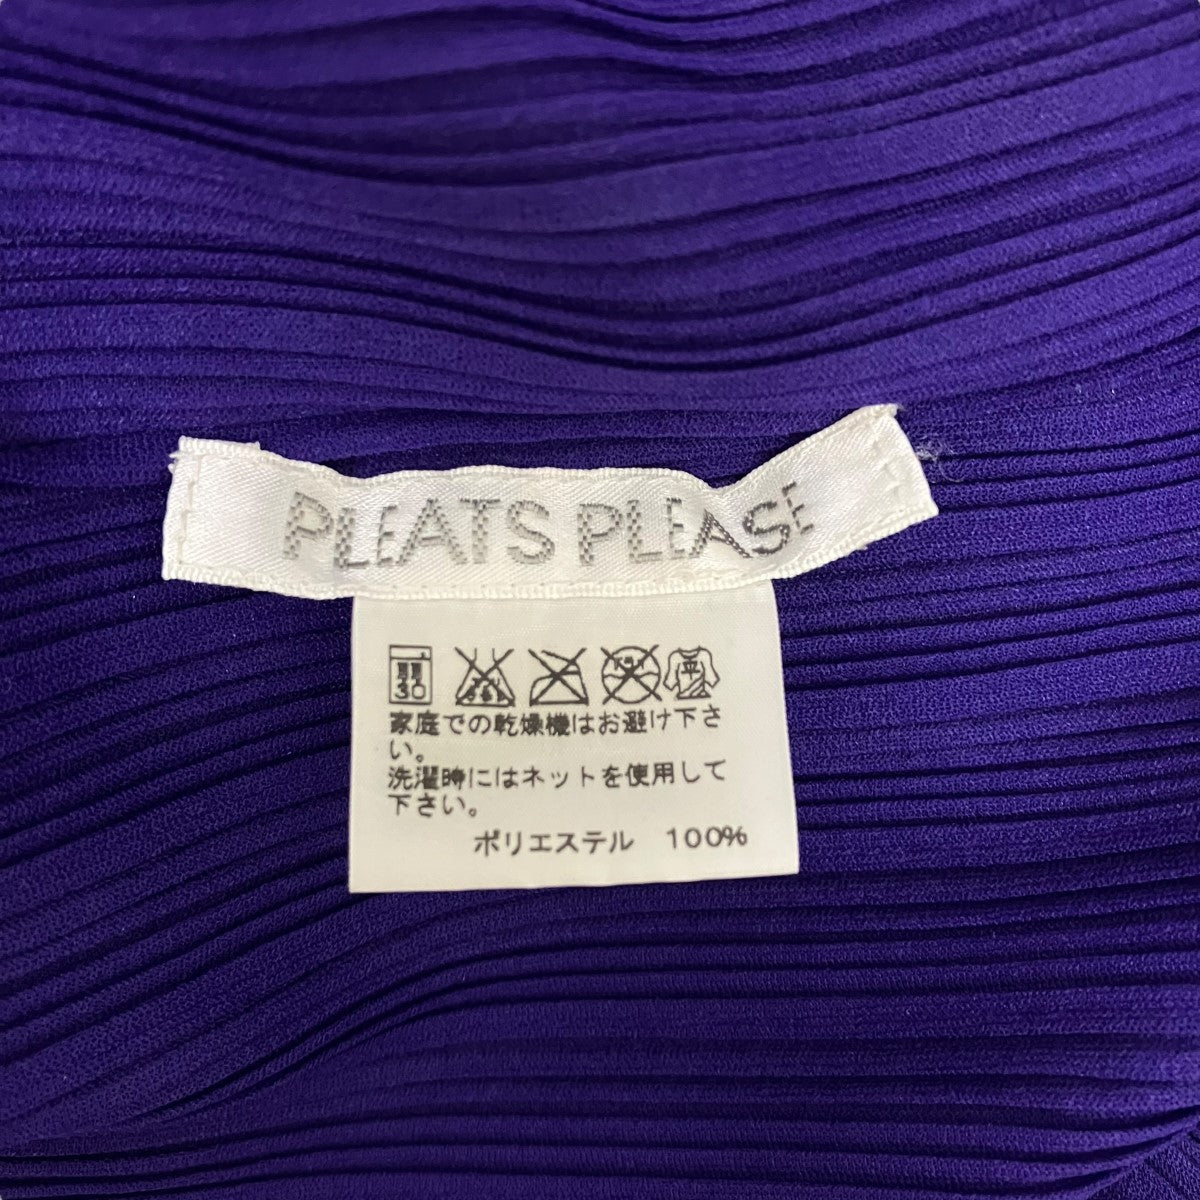 PLEATS PLEASE
30 平
家庭での乾燥機はお避け下さ
い。
洗濯時にはネットを使用して
下さい。
ポリエステル 100%